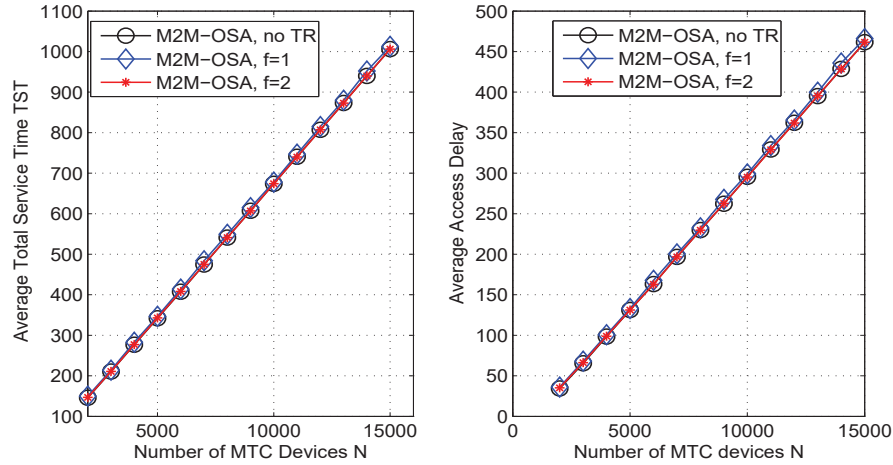 1100
1000
900
800
700
600
500
400
300
200
100
5000
10000
15000
Average Total Service Time TST
Number of MTC Devices N
M2M−OSA, no TR
M2M−OSA, f=1
M2M−OSA, f=2
500
450
400
350
300
250
200
150
100
50
0
0
5000
10000
15000
Average Access Delay
Number of MTC devices N
M2M−OSA, no TR
M2M−OSA, f=1
M2M−OSA, f=2